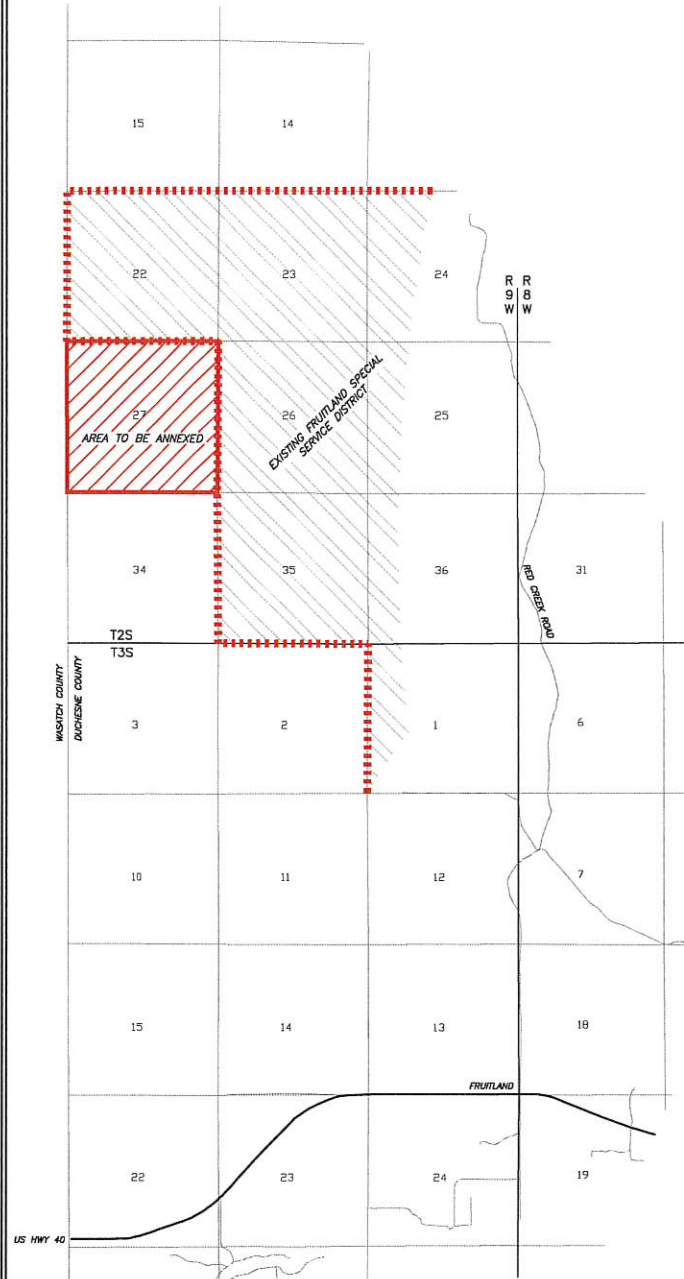 15
14
22
23
24
R R
9 8
W W
27
AREA TO BE ANNEXED
26
EXISTING FRUITLAND SPECIAL
SERVICE DISTRICT
25
34
35
36
31
RED CREEK ROAD
T2S
T3S
WASATCH COUNTY
DUCHESNE COUNTY
3
2
1
6
10
11
12
7
15
14
13
18
FRUITLAND
22
23
24
19
US HWY 40